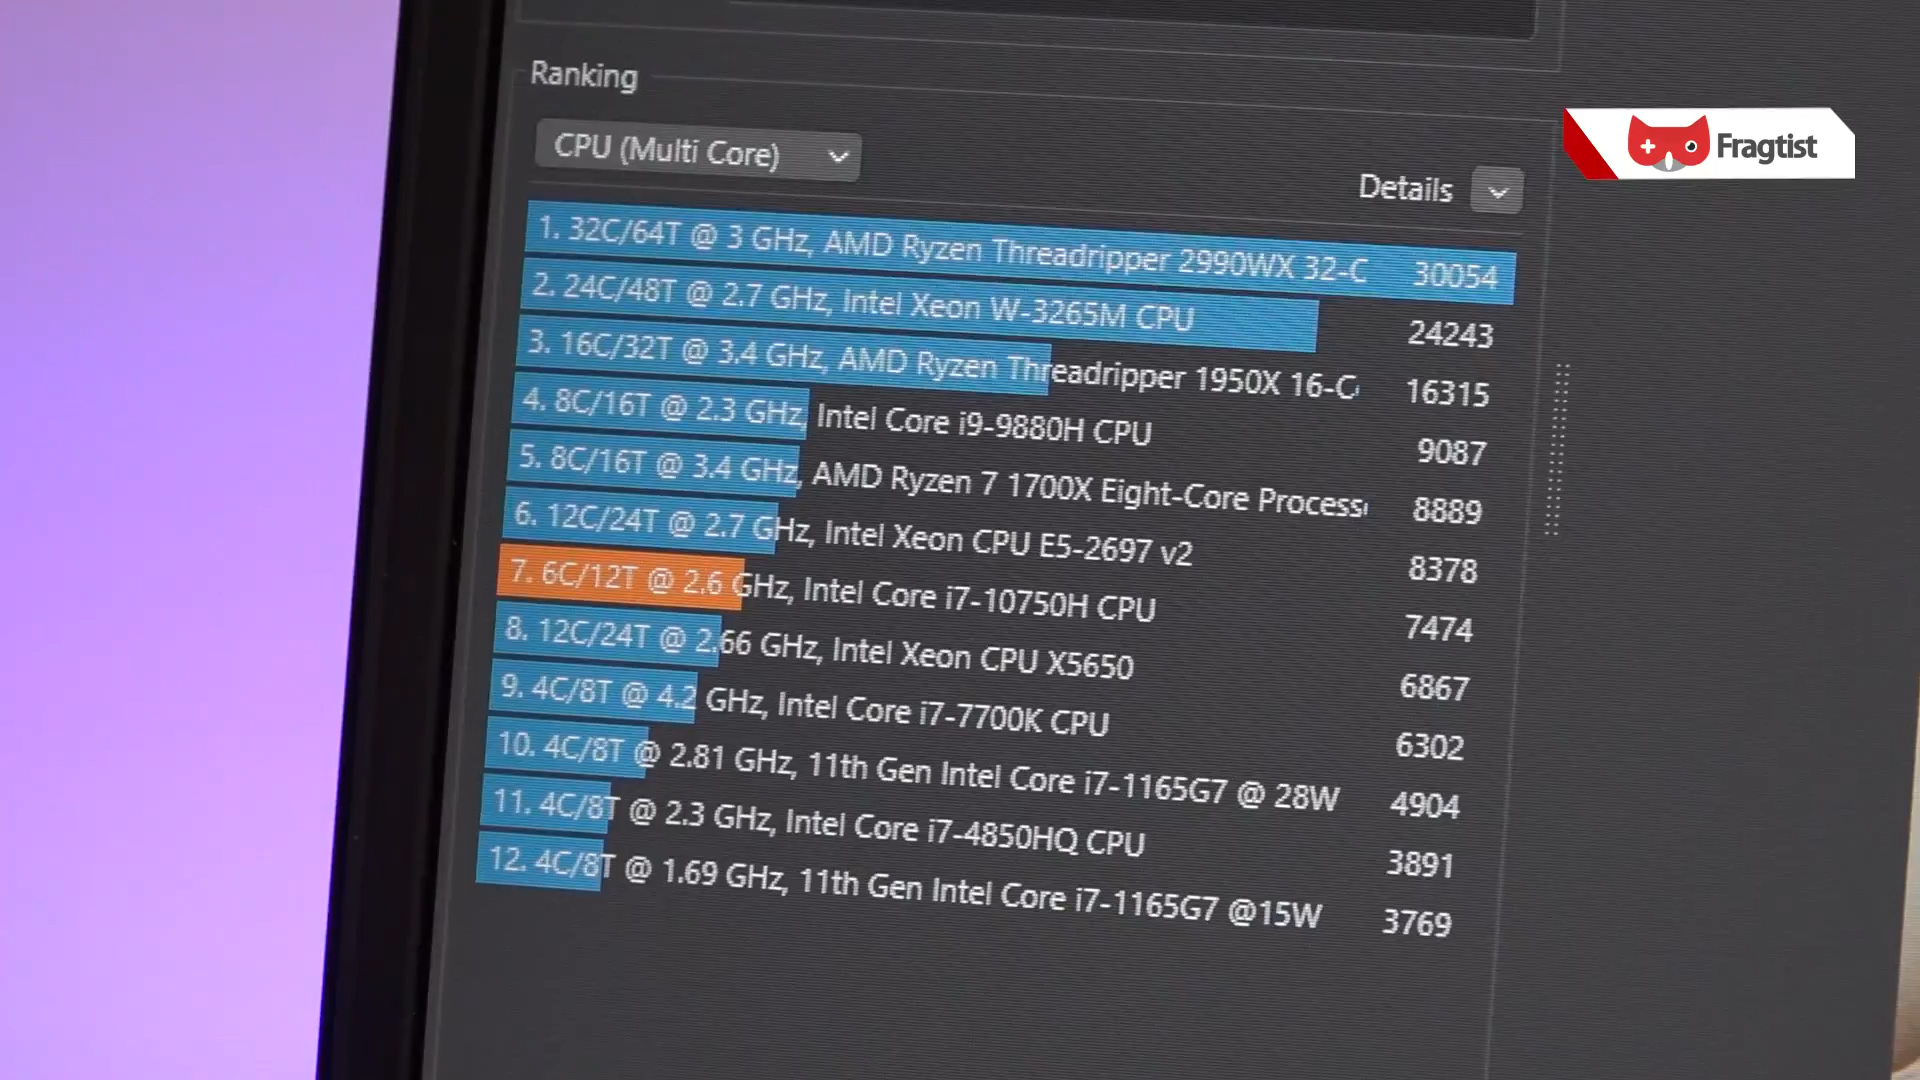 Ranking
CPU (Multi Core)
Fragtist
Details
1. 32C/64T @ 3 GHz, AMD Ryzen Threadripper 2990WX 32-C 30054
2. 24C/48T @ 2.7 GHz, Intel Xeon W-3265M CPU 24243
3. 16C/32T @ 3.4 GHz, AMD Ryzen Threadripper 1950X 16-C 16315
4. 8C/16T @ 2.3 GHz, Intel Core i9-9880H CPU 9087
5. 8C/16T @ 3.4 GHz, AMD Ryzen 7 1700X Eight-Core Process 8889
6. 12C/24T @ 2.7 GHz, Intel Xeon CPU E5-2697 v2 8378
7. 6C/12T @ 2.6 GHz, Intel Core i7-10750H CPU 7474
8. 12C/24T @ 2.66 GHz, Intel Xeon CPU X5650 6867
9. 4C/8T @ 4.2 GHz, Intel Core i7-7700K CPU 6302
10. 4C/8T @ 2.81 GHz, 11th Gen Intel Core i7-1165G7 @ 28W 4904
11. 4C/8T @ 2.3 GHz, Intel Core i7-4850HQ CPU 3891
12. 4C/8T @ 1.69 GHz, 11th Gen Intel Core i7-1165G7 @15W 3769